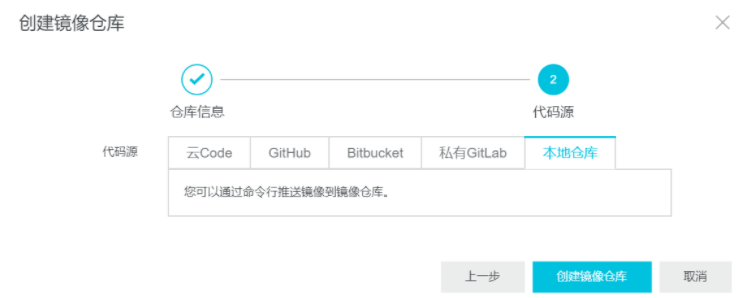 创建镜像仓库
2
仓库信息 代码源
代码源 云Code GitHub Bitbucket 私有GitLab 本地仓库
您可以通过命令行推送镜像到镜像仓库。
上一步 创建镜像仓库 取消